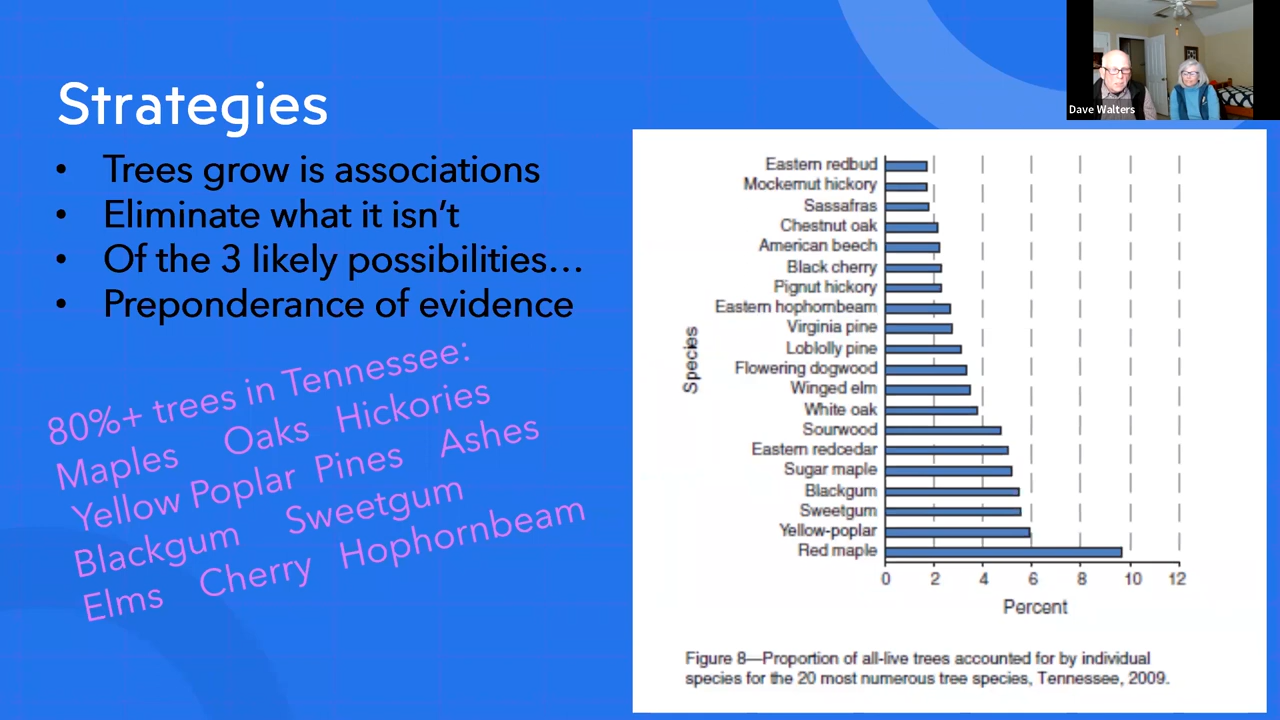 Strategies
• Trees grow is associations
• Eliminate what it isn't
• Of the 3 likely possibilities…
• Preponderance of evidence
80%+ trees in Tennessee:
Maples Oaks Hickories
Yellow Poplar Pines Ashes
Blackgum Sweetgum
Elms Cherry Hophornbeam
Dave Walters
Species
Eastern redbud
Mockernut hickory
Sassafras
Chestnut oak
American beech
Black cherry
Pignut hickory
Eastern hophornbeam
Virginia pine
Loblolly pine
Flowering dogwood
Winged elm
White oak
Sourwood
Eastern redcedar
Sugar maple
Blackgum
Sweetgum
Yellow-poplar
Red maple
0 2 4 6 8 10 12
Percent
Figure 8—Proportion of all-live trees accounted for by individual
species for the 20 most numerous tree species, Tennessee, 2009.